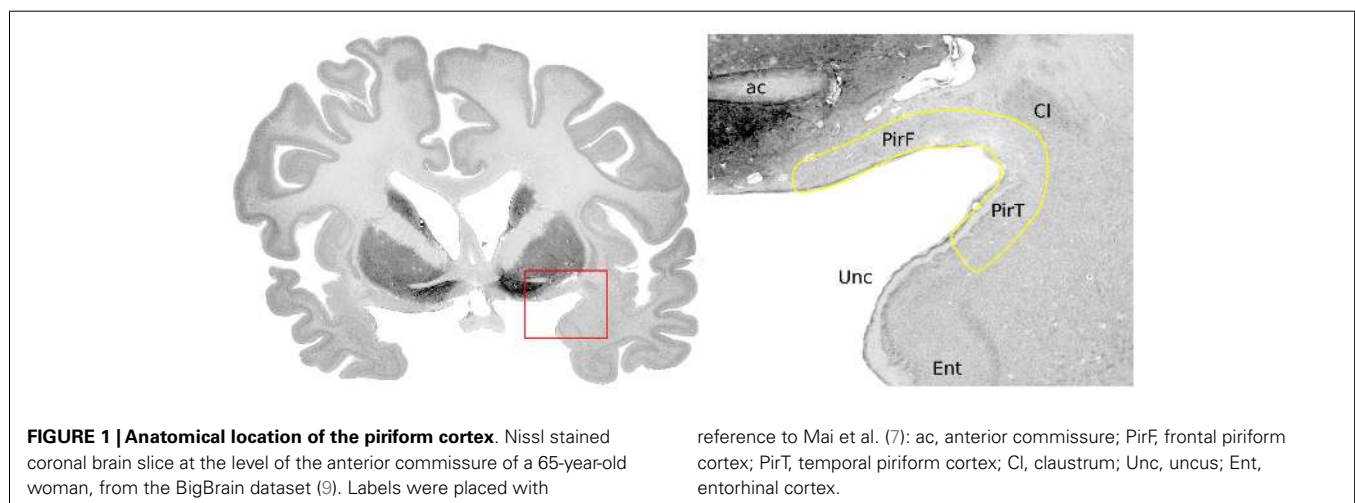 ac
Cl
PirF
PirT
Unc
Ent
FIGURE 1 | Anatomical location of the piriform cortex. Nissl stained
coronal brain slice at the level of the anterior commissure of a 65-year-old
woman, from the BigBrain dataset (9). Labels were placed with
reference to Mai et al. (7): ac, anterior commissure; PirF, frontal piriform
cortex; PirT, temporal piriform cortex; Cl, claustrum; Unc, uncus; Ent,
entorhinal cortex.